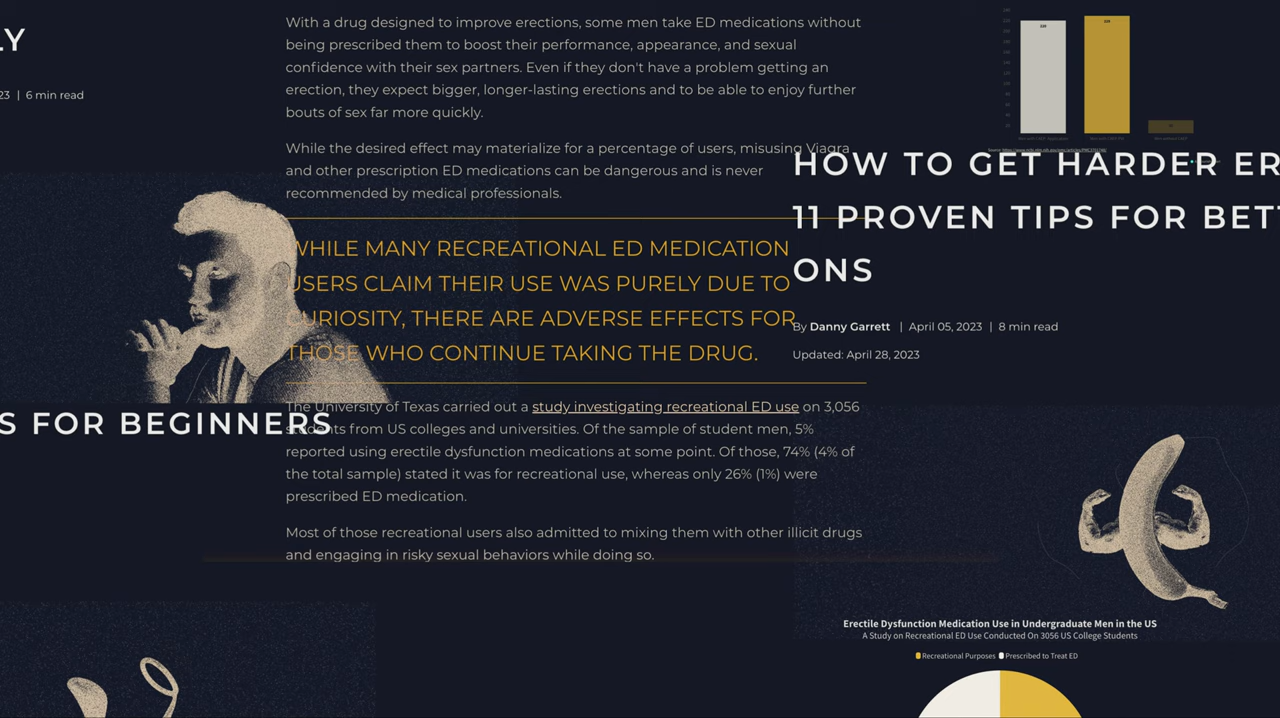 LY
23 | 6 min read
S FOR BEGINNERS
With a drug designed to improve erections, some men take ED medications without
being prescribed them to boost their performance, appearance, and sexual
confidence with their sex partners. Even if they don't have a problem getting an
erection, they expect bigger, longer-lasting erections and to be able to enjoy further
bouts of sex far more quickly.
While the desired effect may materialize for a percentage of users, misusing Viagra
and other prescription ED medications can be dangerous and is never
recommended by medical professionals.
WHILE MANY RECREATIONAL ED MEDICATION
USERS CLAIM THEIR USE WAS PURELY DUE TO
CURIOSITY, THERE ARE ADVERSE EFFECTS FOR
THOSE WHO CONTINUE TAKING THE DRUG.
The University of Texas carried out a study investigating recreational ED use on 3,056
students from US colleges and universities. Of the sample of student men, 5%
reported using erectile dysfunction medications at some point. Of those, 74% (4% of
the total sample) stated it was for recreational use, whereas only 26% (1%) were
prescribed ED medication.
Most of those recreational users also admitted to mixing them with other illicit drugs
and engaging in risky sexual behaviors while doing so.
HOW TO GET HARDER ER
11 PROVEN TIPS FOR BET
ONS
By Danny Garrett | April 05, 2023 | 8 min read
Updated: April 28, 2023
Erectile Dysfunction Medication Use in Undergraduate Men in the US
A Study on Recreational ED Use Conducted On 3056 US College Students
Recreational Purposes Prescribed to Treat ED